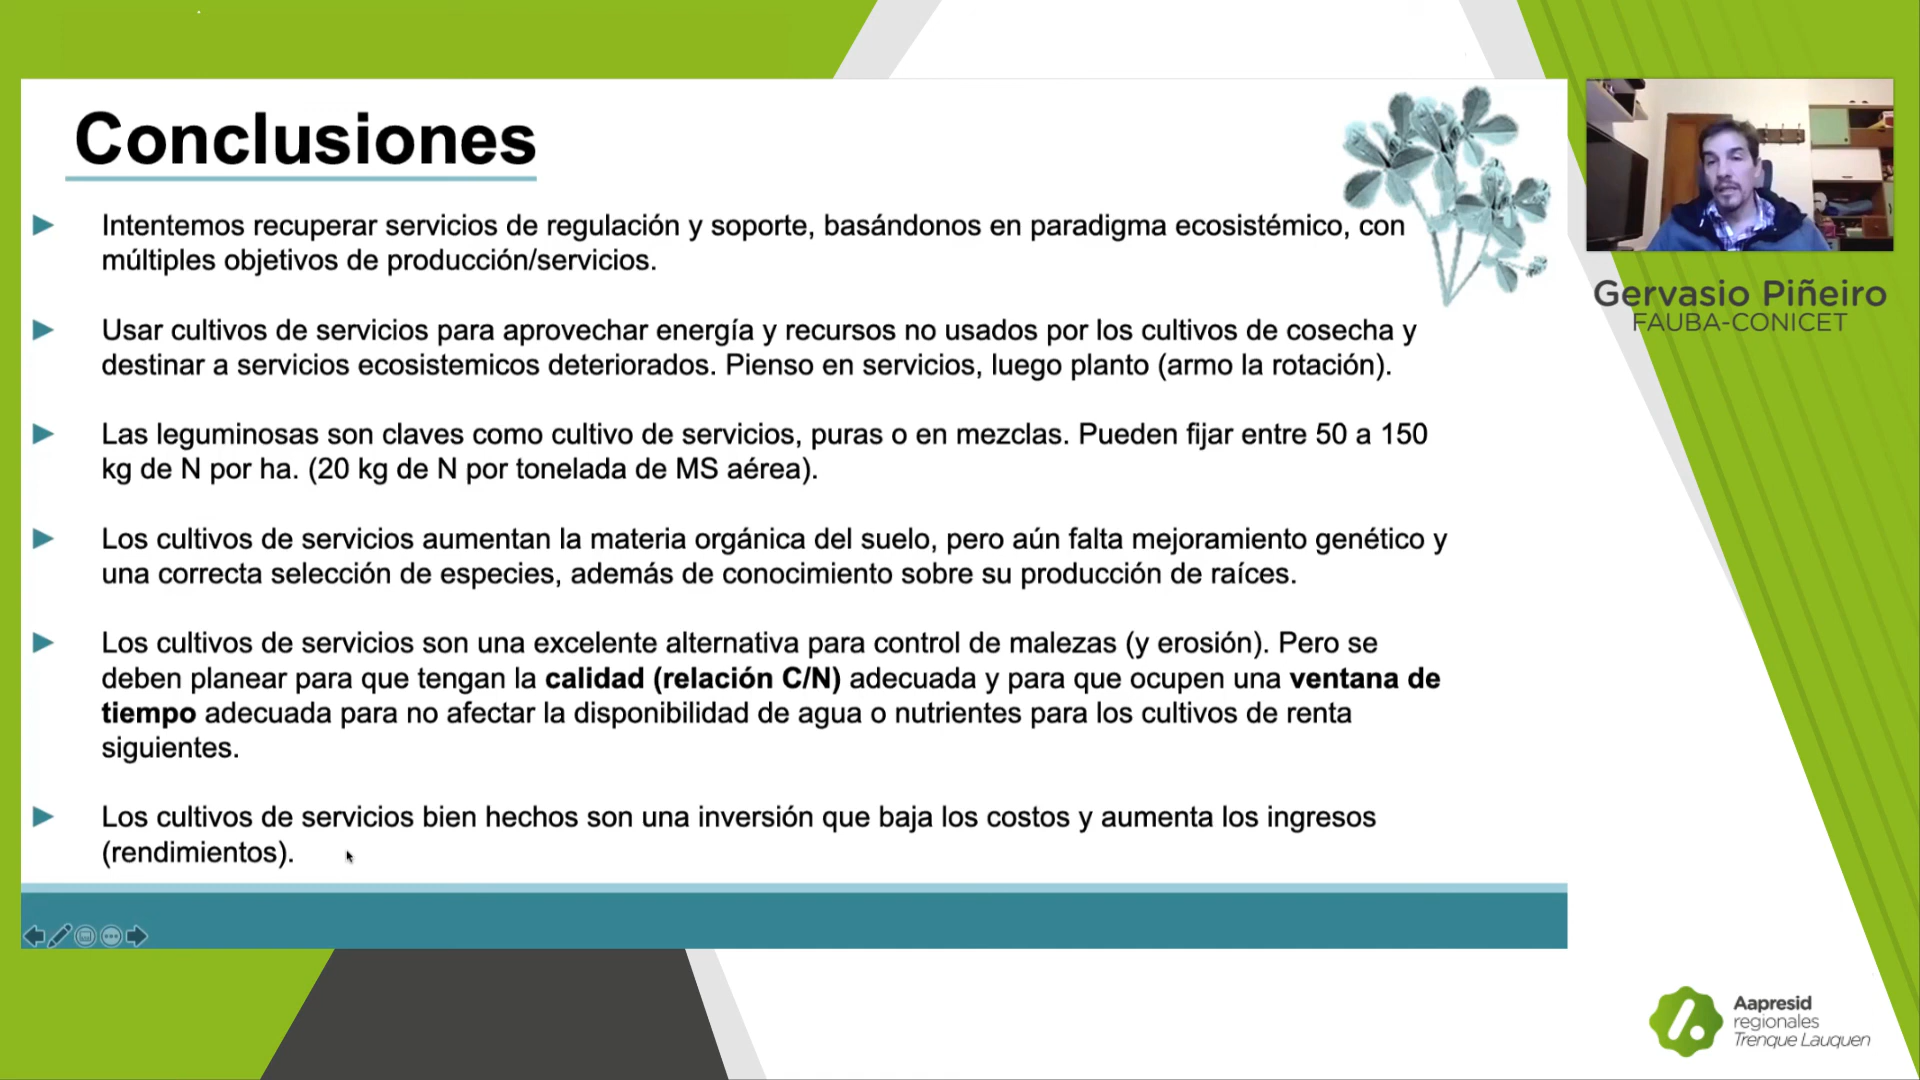 Conclusiones
Intentemos recuperar servicios de regulación y soporte, basándonos en paradigma ecosistémico, con
múltiples objetivos de producción/servicios.
Usar cultivos de servicios para aprovechar energía y recursos no usados por los cultivos de cosecha y
destinar a servicios ecosistemicos deteriorados. Pienso en servicios, luego planto (armo la rotación).
Las leguminosas son claves como cultivo de servicios, puras o en mezclas. Pueden fijar entre 50 a 150
kg de N por ha. (20 kg de N por tonelada de MS aérea).
Los cultivos de servicios aumentan la materia orgánica del suelo, pero aún falta mejoramiento genético y
una correcta selección de especies, además de conocimiento sobre su producción de raíces.
Los cultivos de servicios son una excelente alternativa para control de malezas (y erosión). Pero se
deben planear para que tengan la calidad (relación C/N) adecuada y para que ocupen una ventana de
tiempo adecuada para no afectar la disponibilidad de agua o nutrientes para los cultivos de renta
siguientes.
Los cultivos de servicios bien hechos son una inversión que baja los costos y aumenta los ingresos
(rendimientos).
Gervasio Piñeiro
FAUBA-CONICET
Aapresid
regionales
Trenque Lauquen